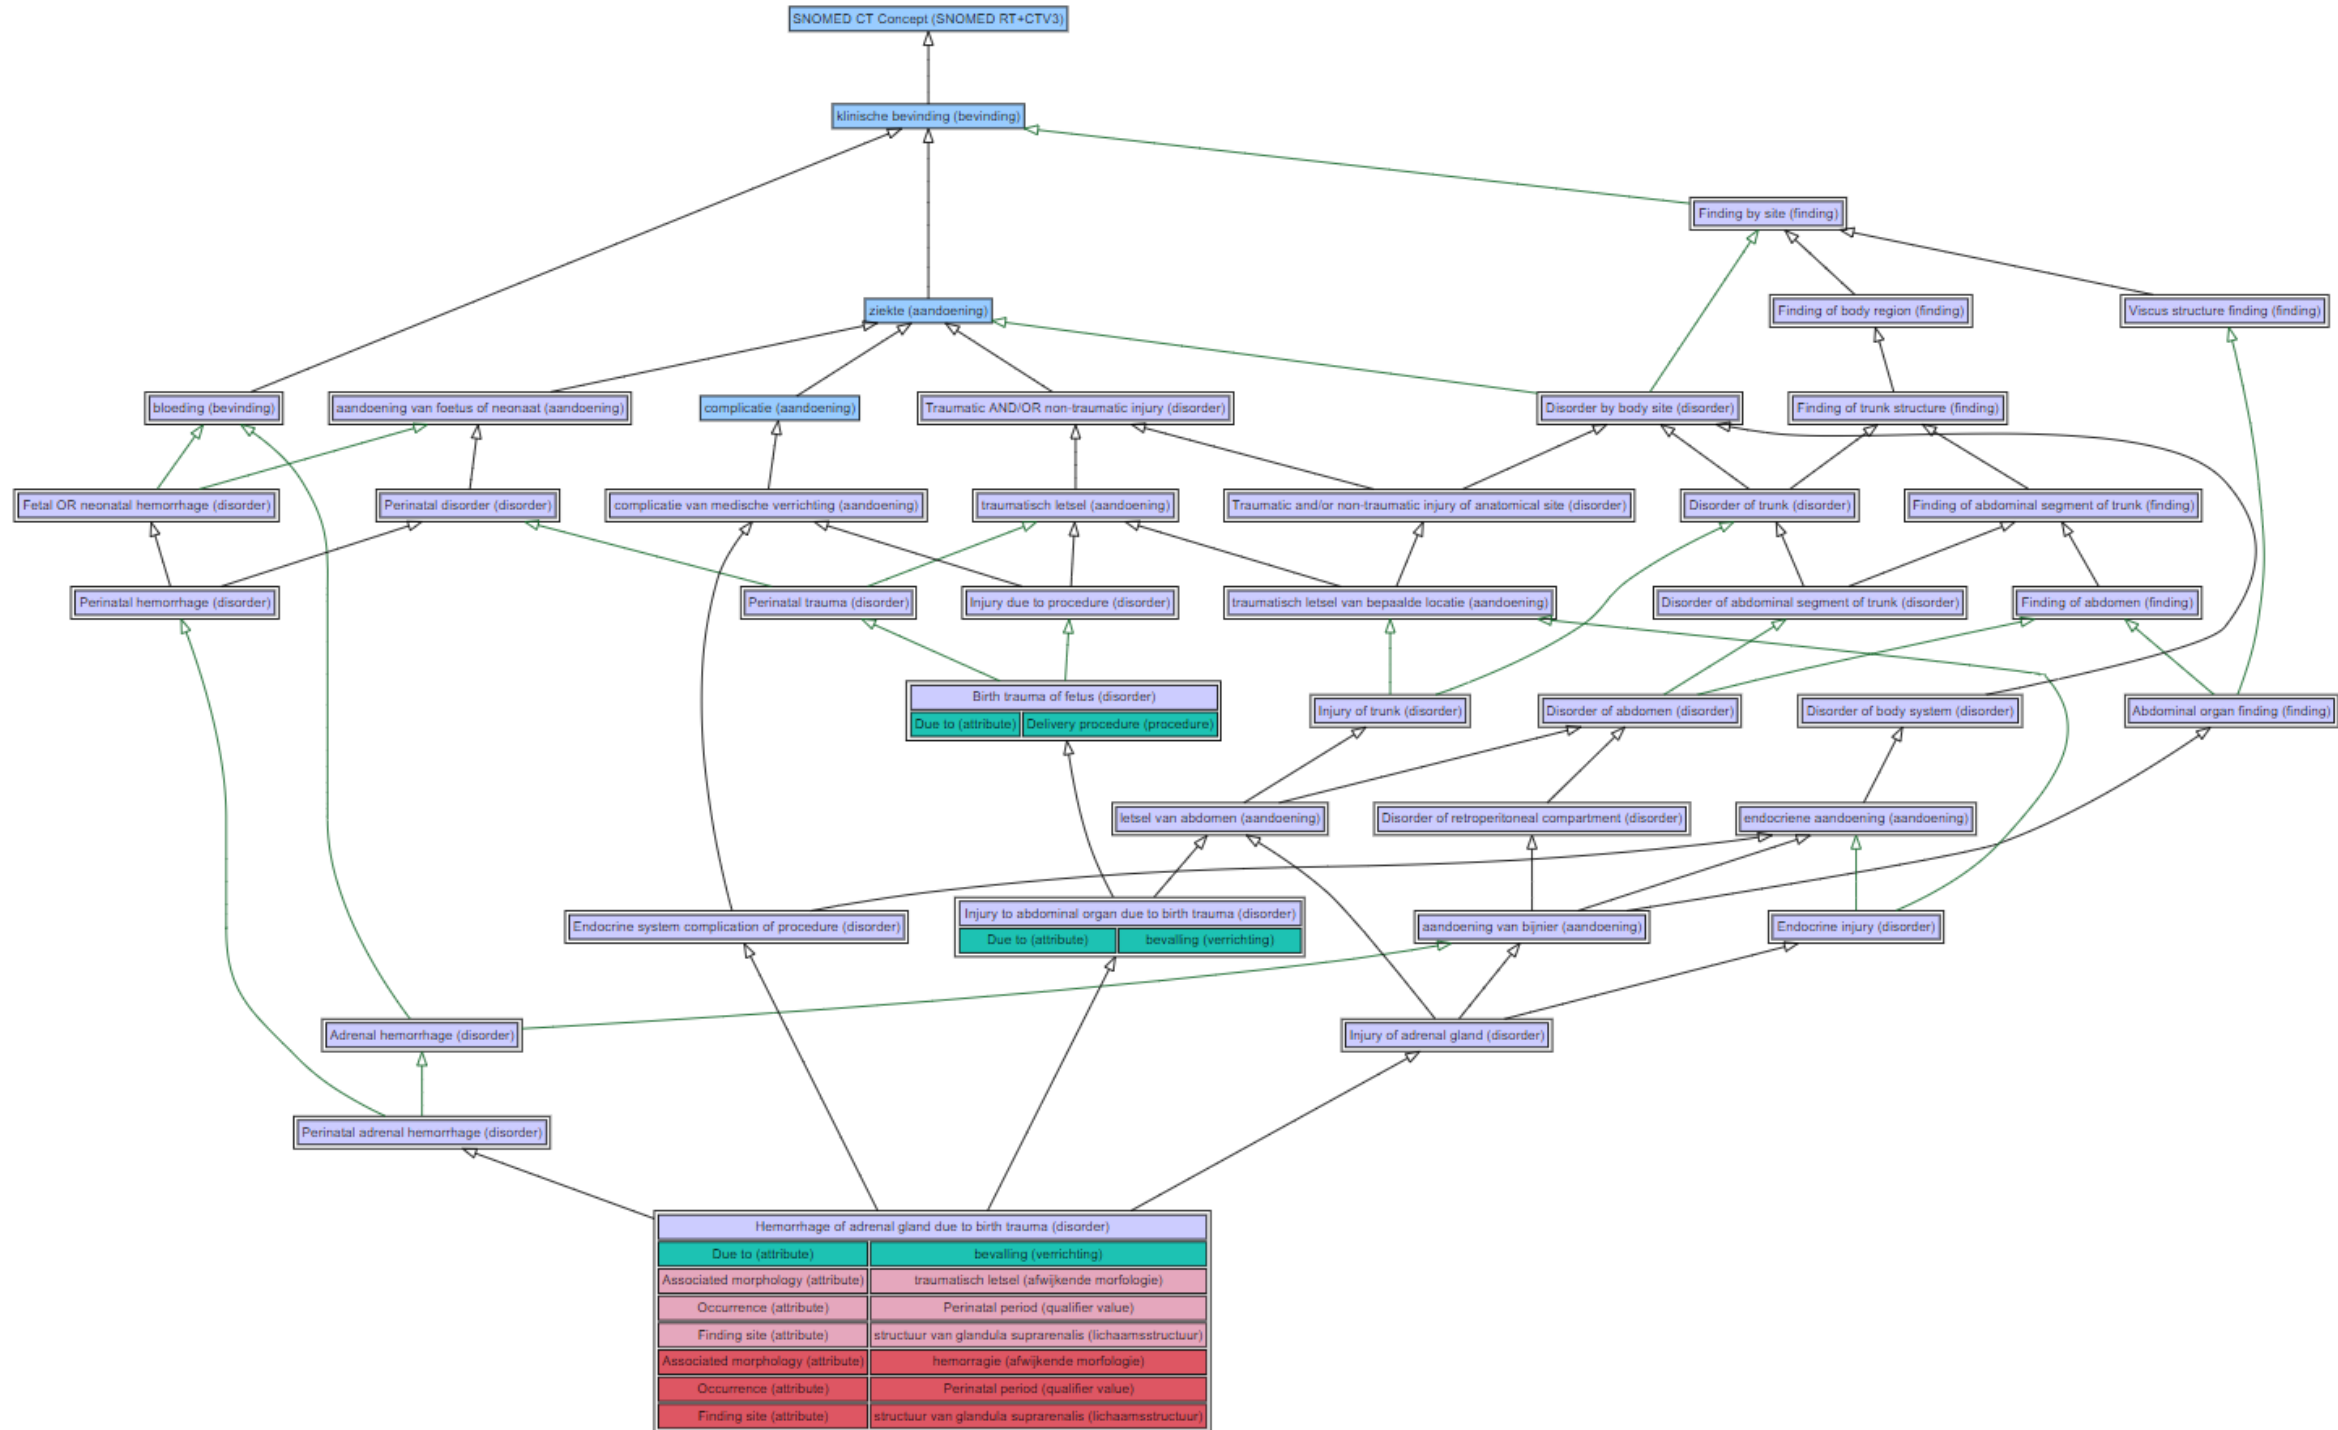 SNOMED CT Concept (SNOMED RT+CTV3)
klinische bevinding (bevinding)
Finding by site (finding)
ziekte (aandoening)
Finding of body region (finding)
Viscus structure finding (finding)
bloeding (bevinding)
aandoening van foetus of neonaat (aandoening)
complicatie (aandoening)
Traumatic AND/OR non-traumatic injury (disorder)
Disorder by body site (disorder)
Finding of trunk structure (finding)
Fetal OR neonatal hemorrhage (disorder)
Perinatal disorder (disorder)
complicatie van medische verrichting (aandoening)
traumatisch letsel (aandoening)
Traumatic and/or non-traumatic injury of anatomical site (disorder)
Disorder of trunk (disorder)
Finding of abdominal segment of trunk (finding)
Perinatal hemorrhage (disorder)
Perinatal trauma (disorder)
Injury due to procedure (disorder)
traumatisch letsel van bepaalde locatie (aandoening)
Disorder of abdominal segment of trunk (disorder)
Finding of abdomen (finding)
Birth trauma of fetus (disorder)
Due to (attribute) Delivery procedure (procedure)
Injury of trunk (disorder)
Disorder of abdomen (disorder)
Disorder of body system (disorder)
Abdominal organ finding (finding)
letsel van abdomen (aandoening)
Disorder of retroperitoneal compartment (disorder)
endocriene aandoening (aandoening)
Endocrine system complication of procedure (disorder)
Injury to abdominal organ due to birth trauma (disorder)
Due to (attribute) bevalling (verrichting)
aandoening van bijnier (aandoening)
Endocrine injury (disorder)
Adrenal hemorrhage (disorder)
Injury of adrenal gland (disorder)
Perinatal adrenal hemorrhage (disorder)
Hemorrhage of adrenal gland due to birth trauma (disorder)
Due to (attribute) bevalling (verrichting)
Associated morphology (attribute) traumatisch letsel (afwijkende morfologie)
Occurrence (attribute) Perinatal period (qualifier value)
Finding site (attribute) structuur van glandula suprarenalis (lichaamsstructuur)
Associated morphology (attribute) hemorragie (afwijkende morfologie)
Occurrence (attribute) Perinatal period (qualifier value)
Finding site (attribute) structuur van glandula suprarenalis (lichaamsstructuur)